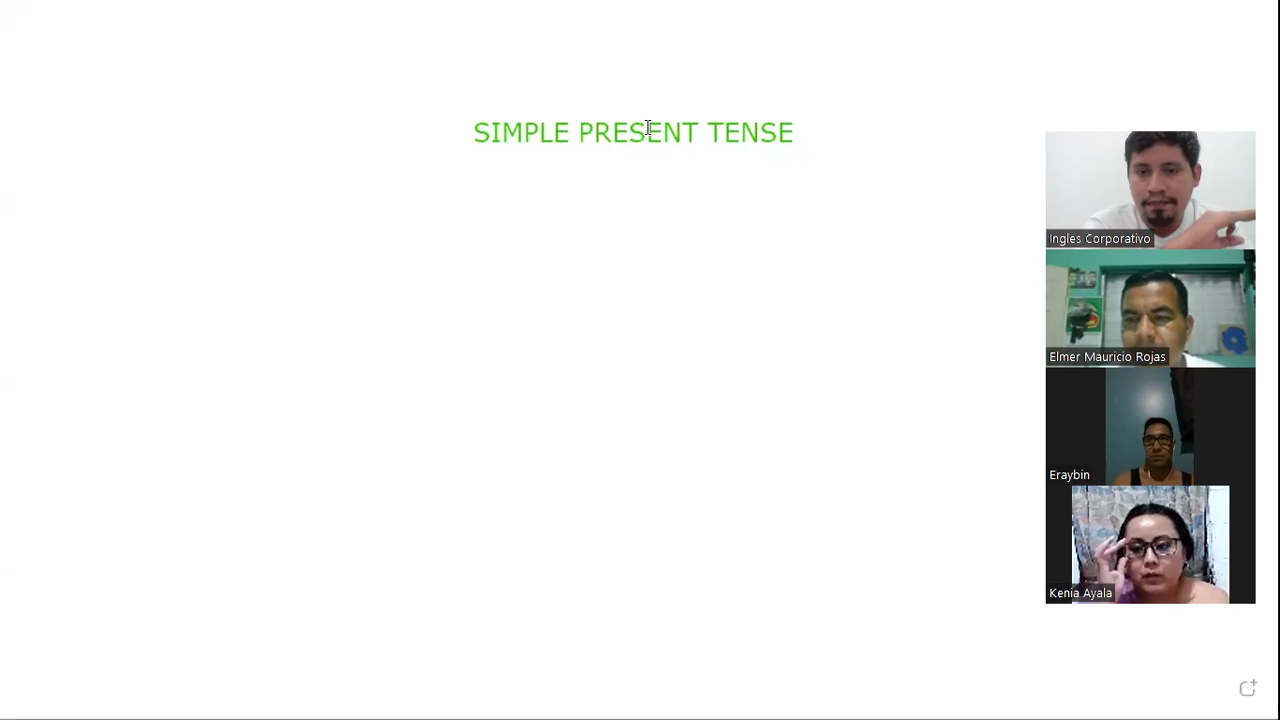 SIMPLE PRESENT TENSE
Ingles Corporativo
Elmer Mauricio Rojas
Eraybin
Kenia Ayala